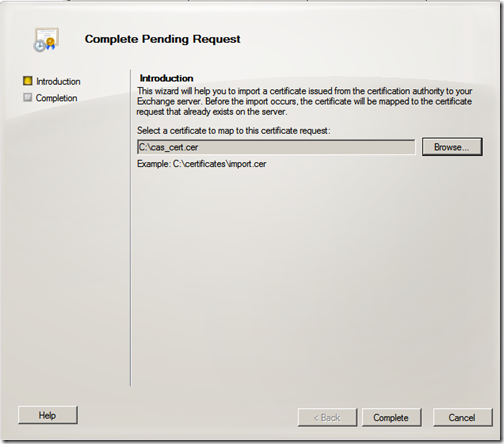 Complete Pending Request
Introduction
Completion
Introduction
This wizard will help you to import a certificate issued from the certification authority to your
Exchange server. Before the import occurs, the certificate will be mapped to the certificate
request that already exists on the server.
Select a certificate to map to this certificate request:
C:\cas_cert.cer
Browse...
Example: C:\certificates\import.cer
Help
< Back
Complete
Cancel